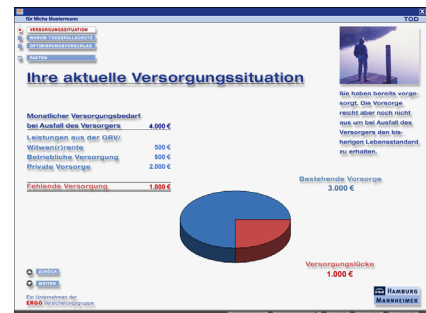 für Micha Mustermann
TOD
VERSORGUNGSSITUATION
WARUM TODESFALLSCHUTZ
OPTIMIERUNGSVORSCHLAG
FAKTEN
Ihre aktuelle Versorgungssituation
Sie haben bereits vorge-
sorgt. Die Vorsorge
reicht aber noch nicht
aus um bei Ausfall des
Versorgers den bis-
herigen Lebensstandard
zu erhalten.
Monatlicher Versorgungsbedarf
bei Ausfall des Versorgers 4.000 €
Leistungen aus der GRV/
Witwen(r)rente 500 €
Betriebliche Versorgung 500 €
Private Vorsorge 2.000 €
Fehlende Versorgung 1.000 €
Bestehende Vorsorge
3.000 €
Versorgungslücke
1.000 €
ZURÜCK
WEITER
Ein Unternehmen der
ERGO Versicherungsgruppe
HAMBURG
MANNHEIMER